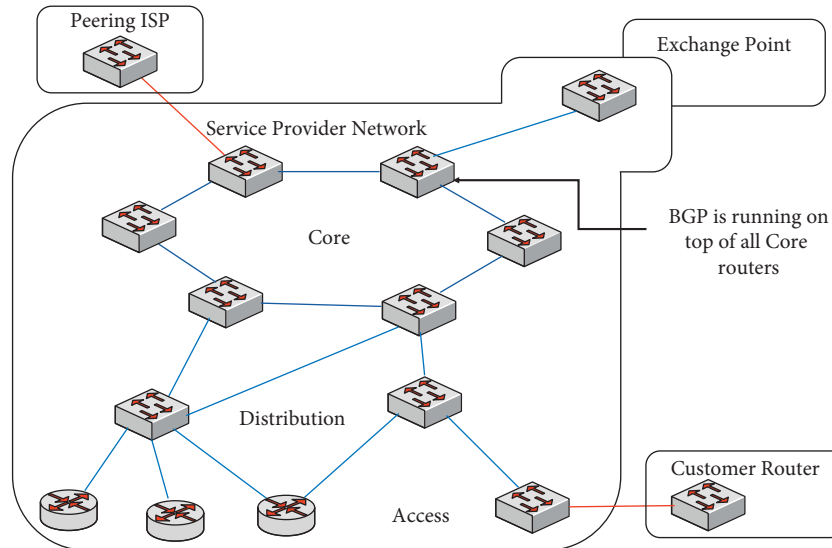 Peering ISP
Exchange Point
Service Provider Network
Core
BGP is running on
top of all Core
routers
Distribution
Customer Router
Access